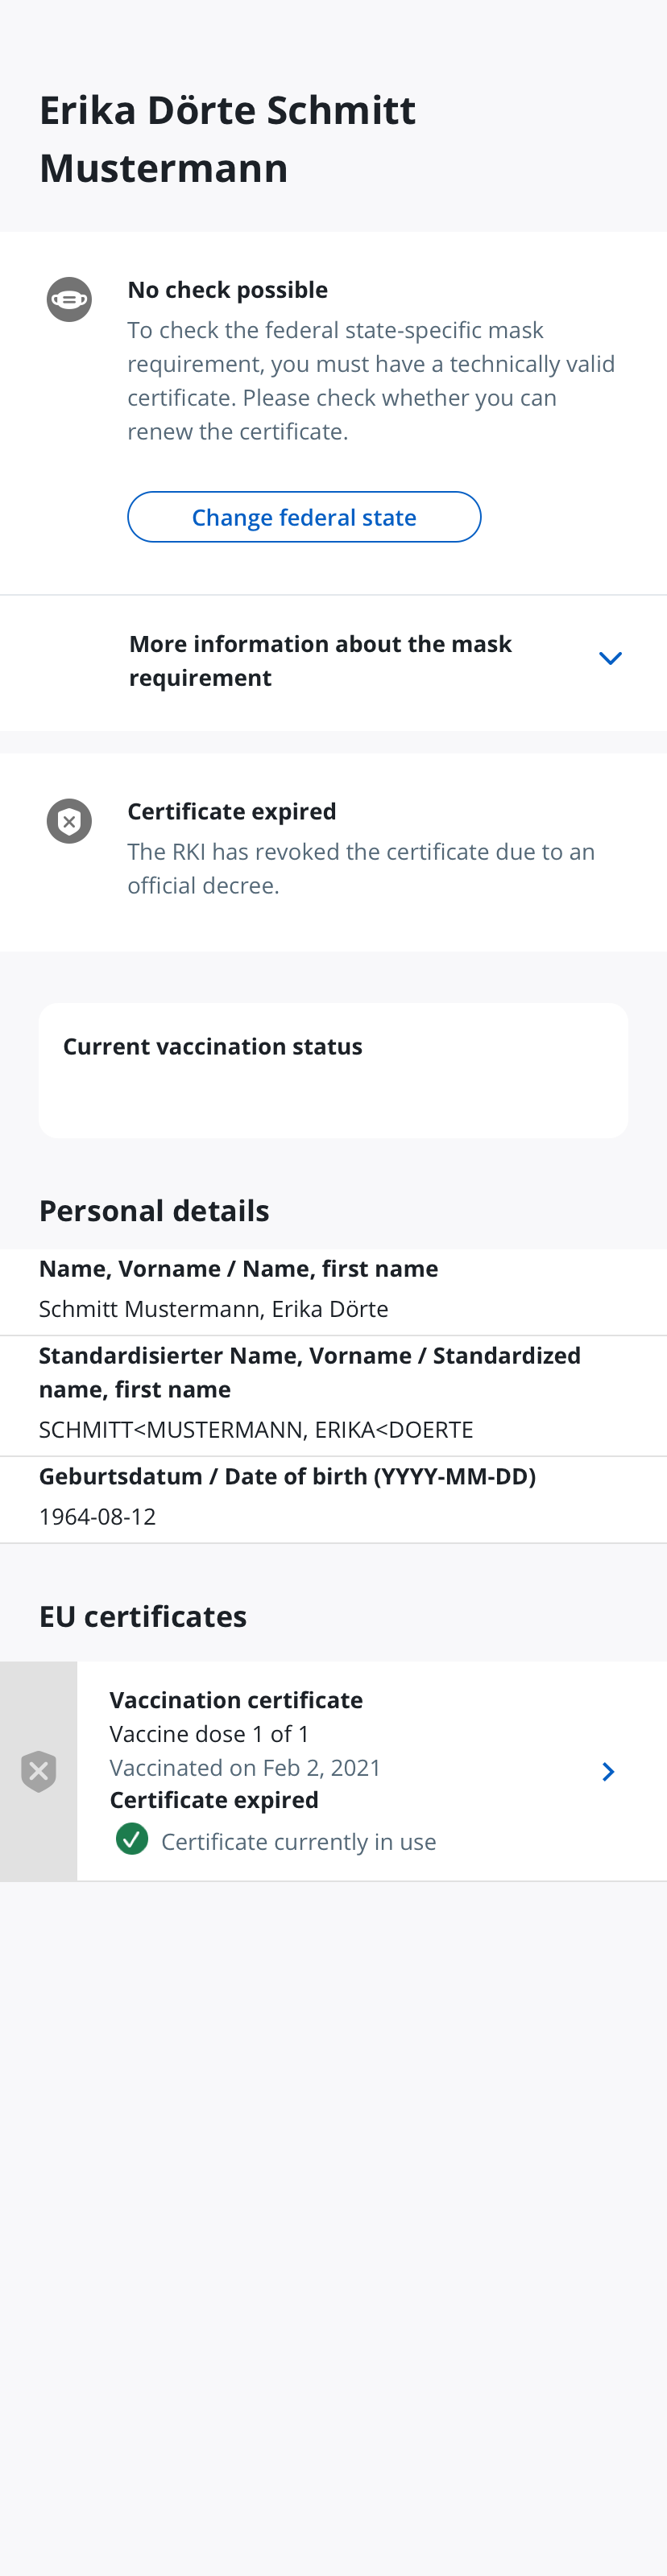 Erika Dörte Schmitt
Mustermann
No check possible
To check the federal state-specific mask
requirement, you must have a technically valid
certificate. Please check whether you can
renew the certificate.
Change federal state
More information about the mask
requirement
Certificate expired
The RKI has revoked the certificate due to an
official decree.
Current vaccination status
Personal details
Name, Vorname / Name, first name
Schmitt Mustermann, Erika Dörte
Standardisierter Name, Vorname / Standardized
name, first name
SCHMITT<MUSTERMANN, ERIKA<DOERTE
Geburtsdatum / Date of birth (YYYY-MM-DD)
1964-08-12
EU certificates
Vaccination certificate
Vaccine dose 1 of 1
Vaccinated on Feb 2, 2021
Certificate expired
Certificate currently in use